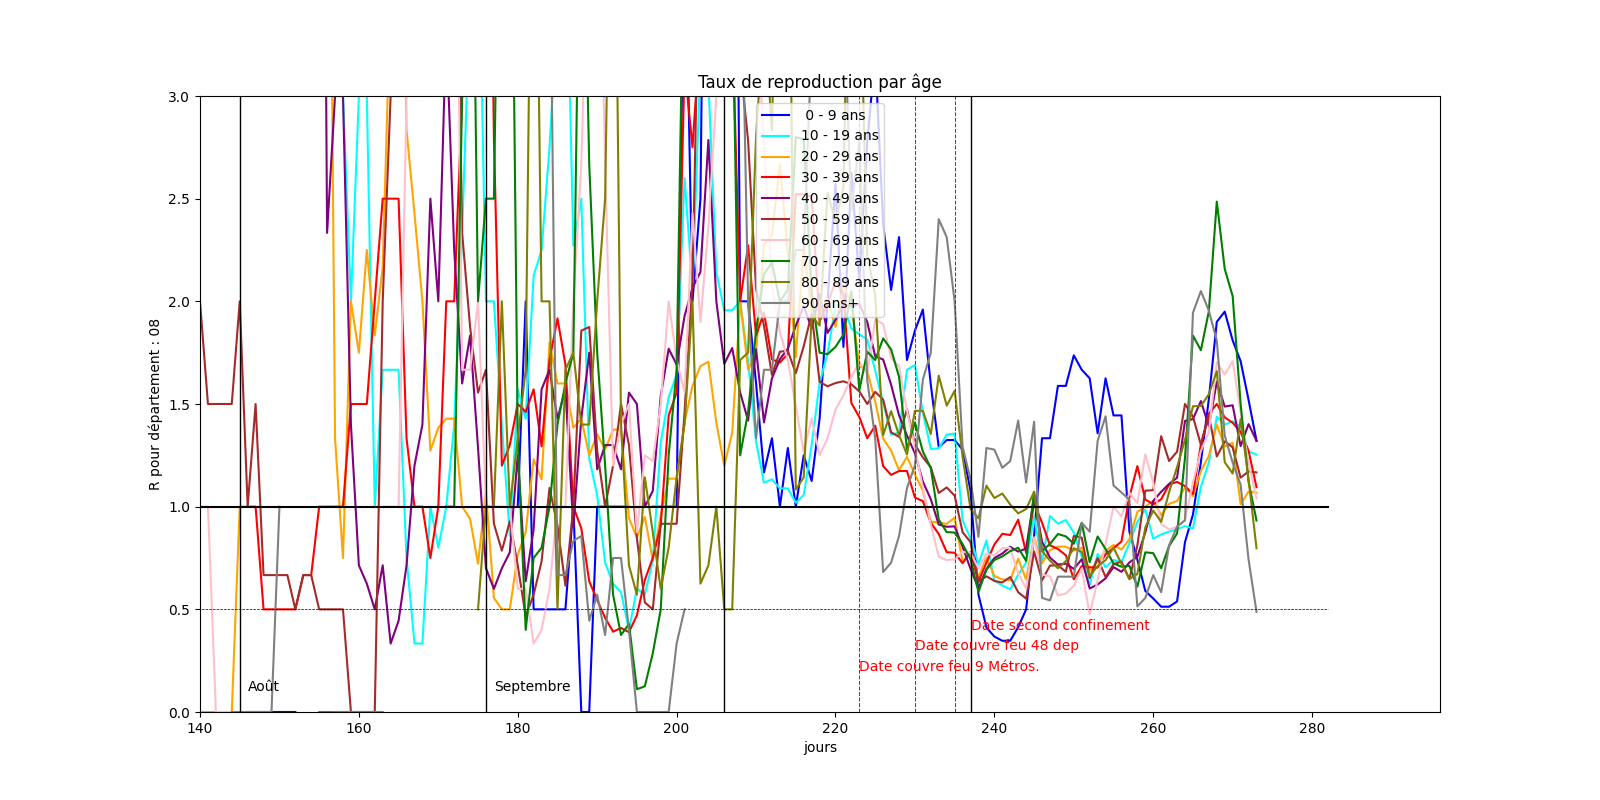 Taux de reproduction par âge
R pour département : 08
3.0
2.5
2.0
1.5
1.0
0.5
0.0
0 - 9 ans
10 - 19 ans
20 - 29 ans
30 - 39 ans
40 - 49 ans
50 - 59 ans
60 - 69 ans
70 - 79 ans
80 - 89 ans
90 ans+
Date second confinement
Date couvre feu 48 dep
Date couvre feu 9 Métros.
Août
Septembre
140 160 180 200 220 240 260 280
jours